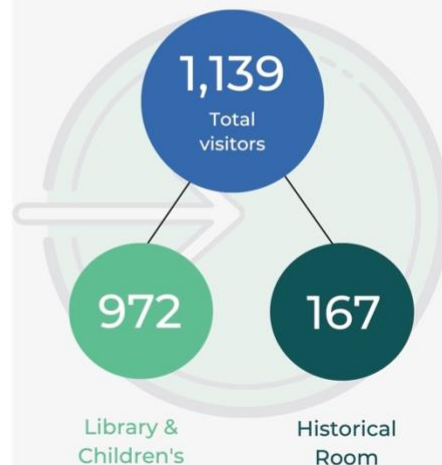 1,139
Total
visitors
972
167
Library &
Children's
Historical
Room